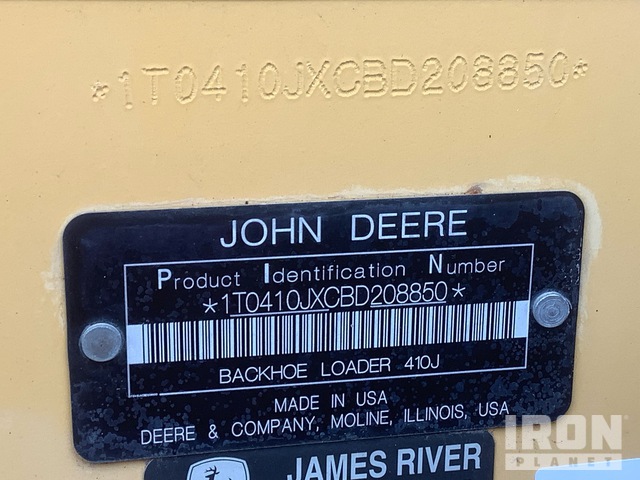 *1T0410JXCBD208850*
JOHN DEERE
Product Identification Number
*1T0410JXCBD208850*
BACKHOE LOADER 410J
MADE IN USA
DEERE & COMPANY, MOLINE, ILLINOIS, USA
JAMES RIVER
IRON
PLANET